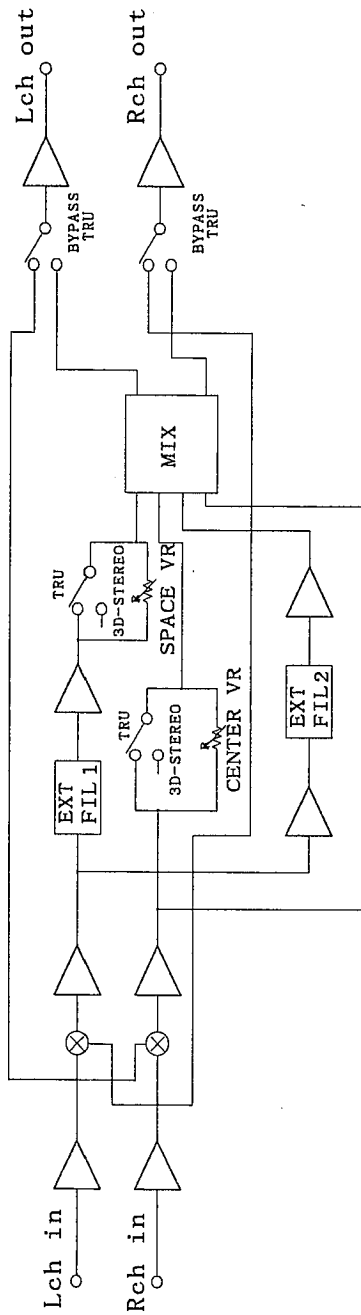 Lch in
Rch in
EXT
FIL 1
TRU
3D-STEREO
SPACE VR
R
TRU
3D-STEREO
CENTER VR
R
EXT
FIL2
MIX
BYPASS
TRU
BYPASS
TRU
Lch out
Rch out